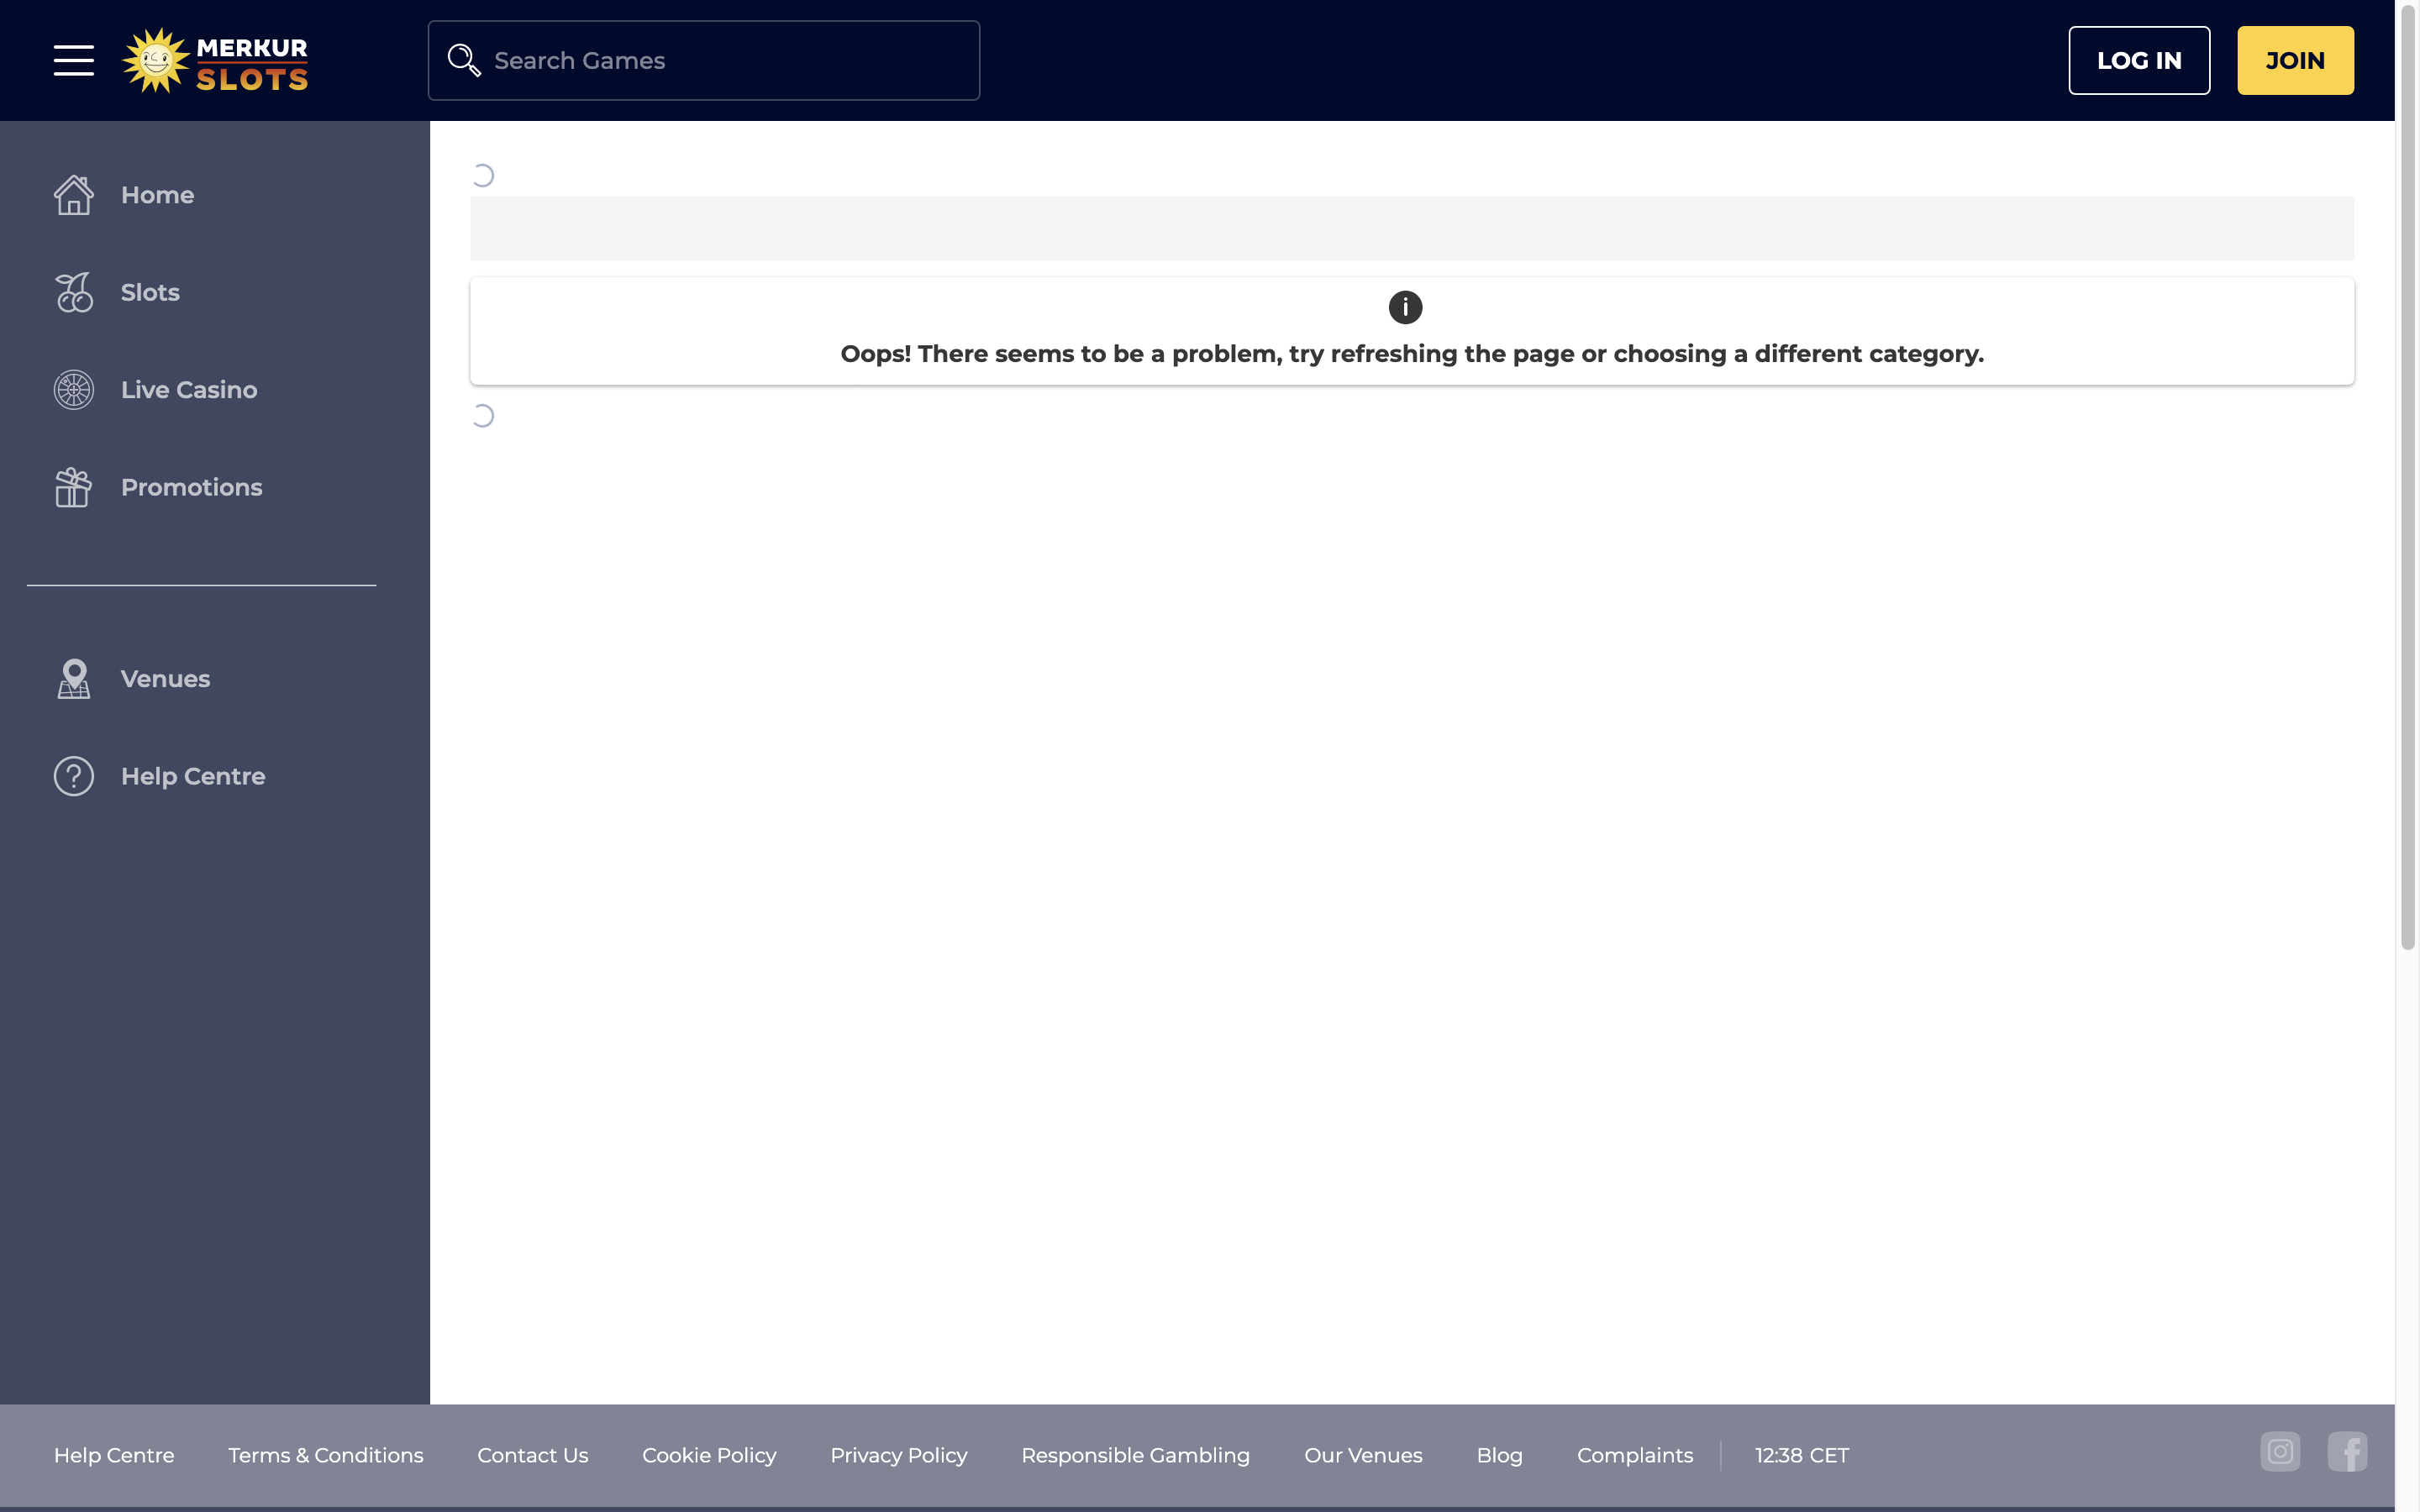 MERKUR
SLOTS
Search Games
LOG IN
JOIN
Home
Slots
Live Casino
Promotions
Venues
Help Centre
Oops! There seems to be a problem, try refreshing the page or choosing a different category.
Help Centre Terms & Conditions Contact Us Cookie Policy Privacy Policy Responsible Gambling Our Venues Blog Complaints 12:38 CET